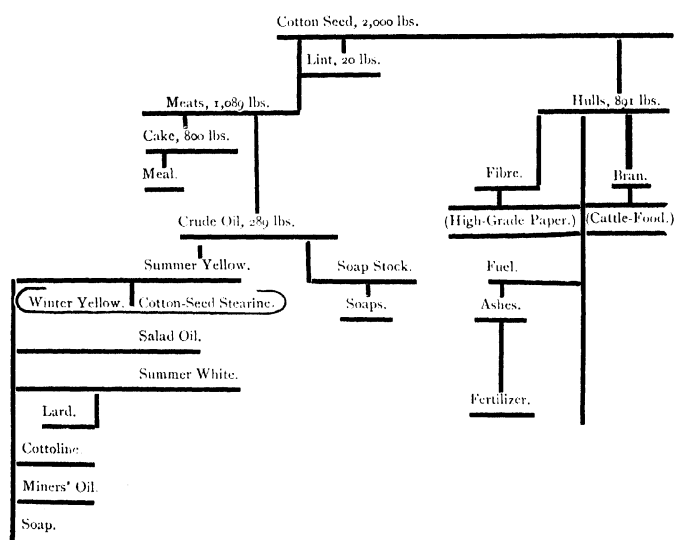 Cotton Seed, 2,000 lbs.
Lint, 20 lbs.
Meats, 1,089 lbs.
Hulls, 891 lbs.
Cake, 800 lbs.
Meal.
Fibre.
Bran.
(High-Grade Paper.)
(Cattle-Food.)
Crude Oil, 289 lbs.
Summer Yellow.
Soap Stock.
Fuel.
Winter Yellow.
Cotton-Seed Stearine.
Soaps.
Ashes.
Salad Oil.
Summer White.
Lard.
Fertilizer.
Cottoline.
Miners' Oil.
Soap.